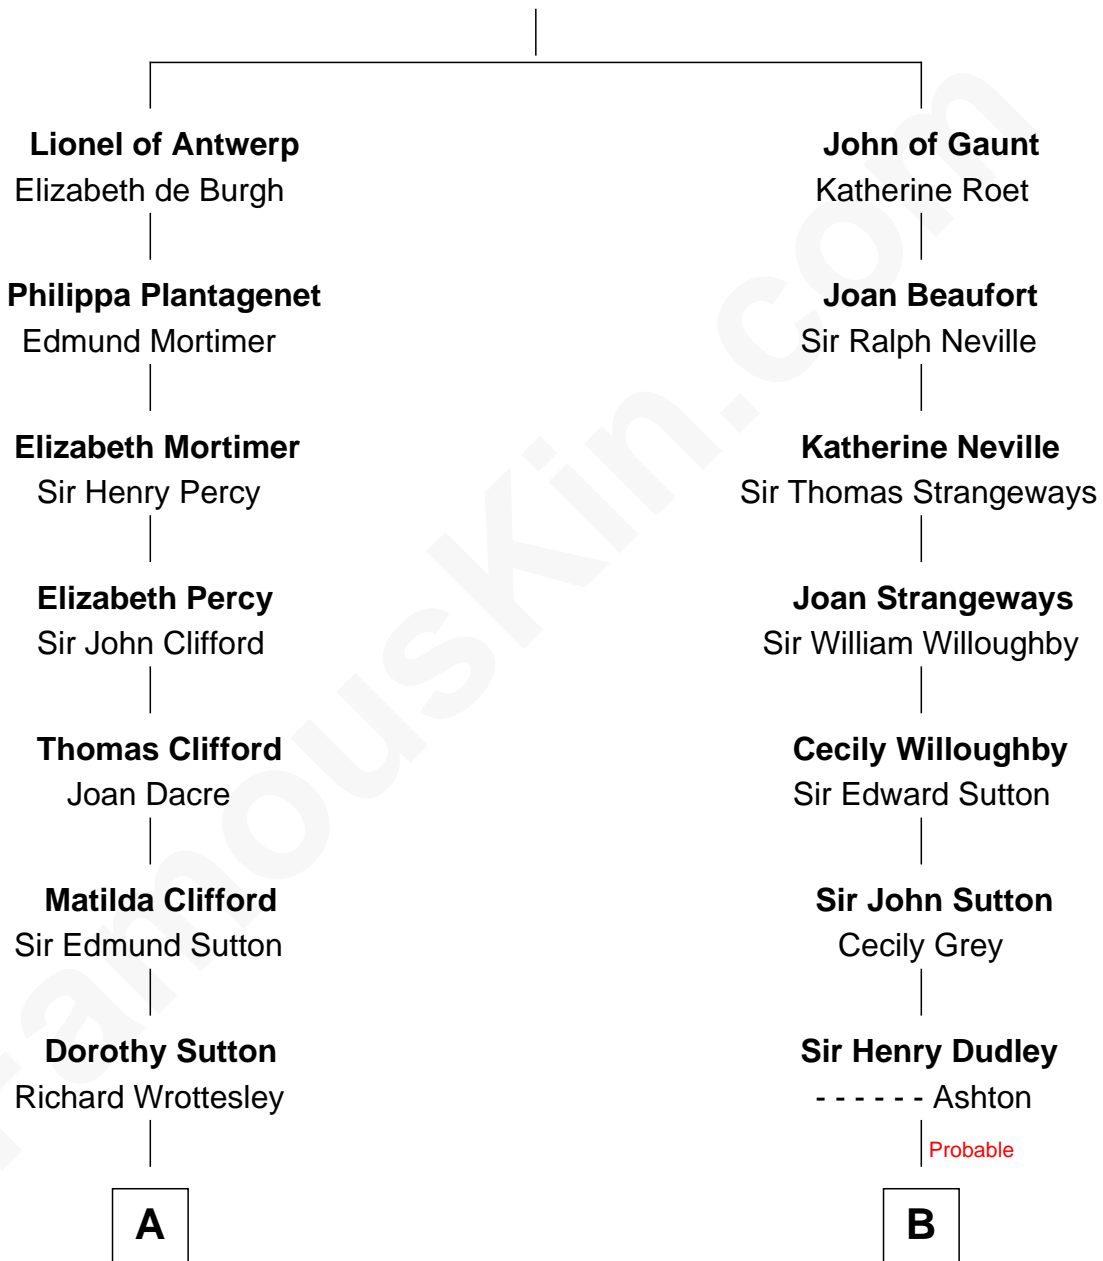 Lionel of Antwerp
Elizabeth de Burgh
Philippa Plantagenet
Edmund Mortimer
Elizabeth Mortimer
Sir Henry Percy
Elizabeth Percy
Sir John Clifford
Thomas Clifford
Joan Dacre
Matilda Clifford
Sir Edmund Sutton
Dorothy Sutton
Richard Wrottesley
A
John of Gaunt
Katherine Roet
Joan Beaufort
Sir Ralph Neville
Katherine Neville
Sir Thomas Strangeways
Joan Strangeways
Sir William Willoughby
Cecily Willoughby
Sir Edward Sutton
Sir John Sutton
Cecily Grey
Sir Henry Dudley
- - - - - - Ashton
Probable
B
FamousKin.com